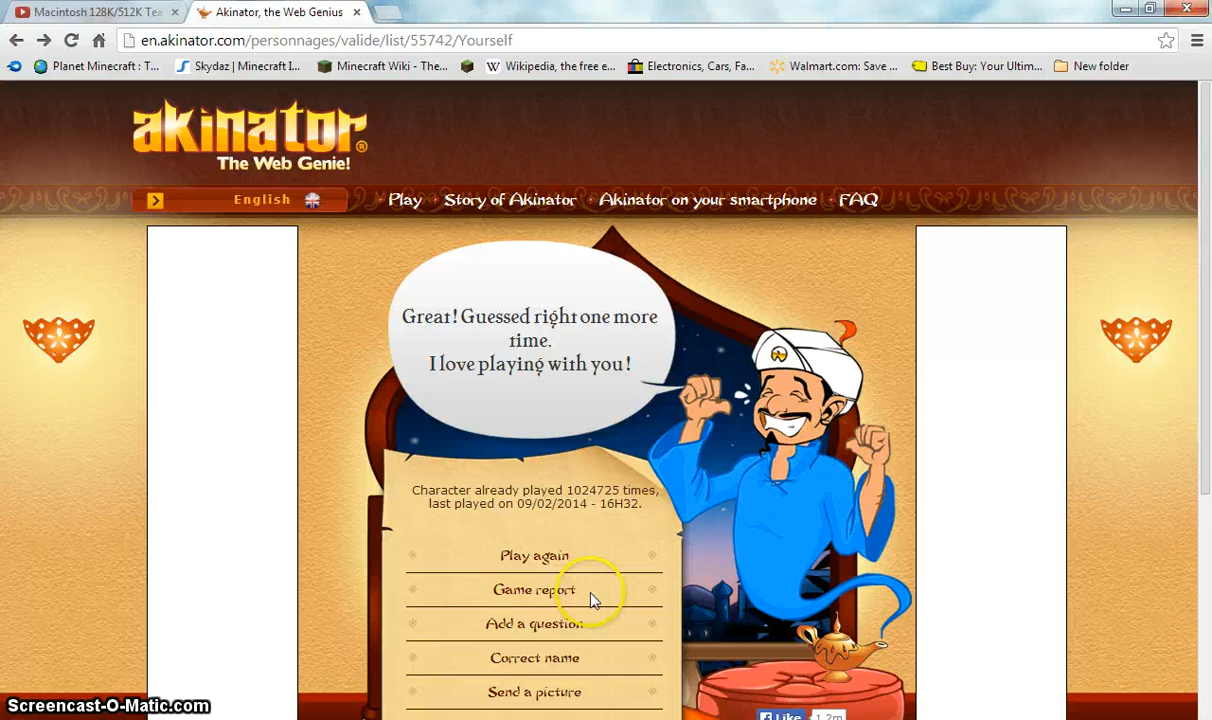 Macintosh 128K/512K Tea
Akinator, the Web Genius
en.akinator.com/personnages/valide/list/55742/Yourself
Planet Minecraft : T...
Skydaz | Minecraft I...
Minecraft Wiki - The...
W Wikipedia, the free e...
Electronics, Cars, Fa...
Walmart.com: Save ...
Best Buy: Your Ultim...
New folder
akinator®
The Web Genie!
English
Play
Story of Akinator
Akinator on your smartphone
FAQ
Great! Guessed right one more
time.
I love playing with you!
Character already played 1024725 times,
last played on 09/02/2014 - 16H32.
Play again
Game report
Add a question
Correct name
Send a picture
Like
1.2m
Screencast-O-Matic.com